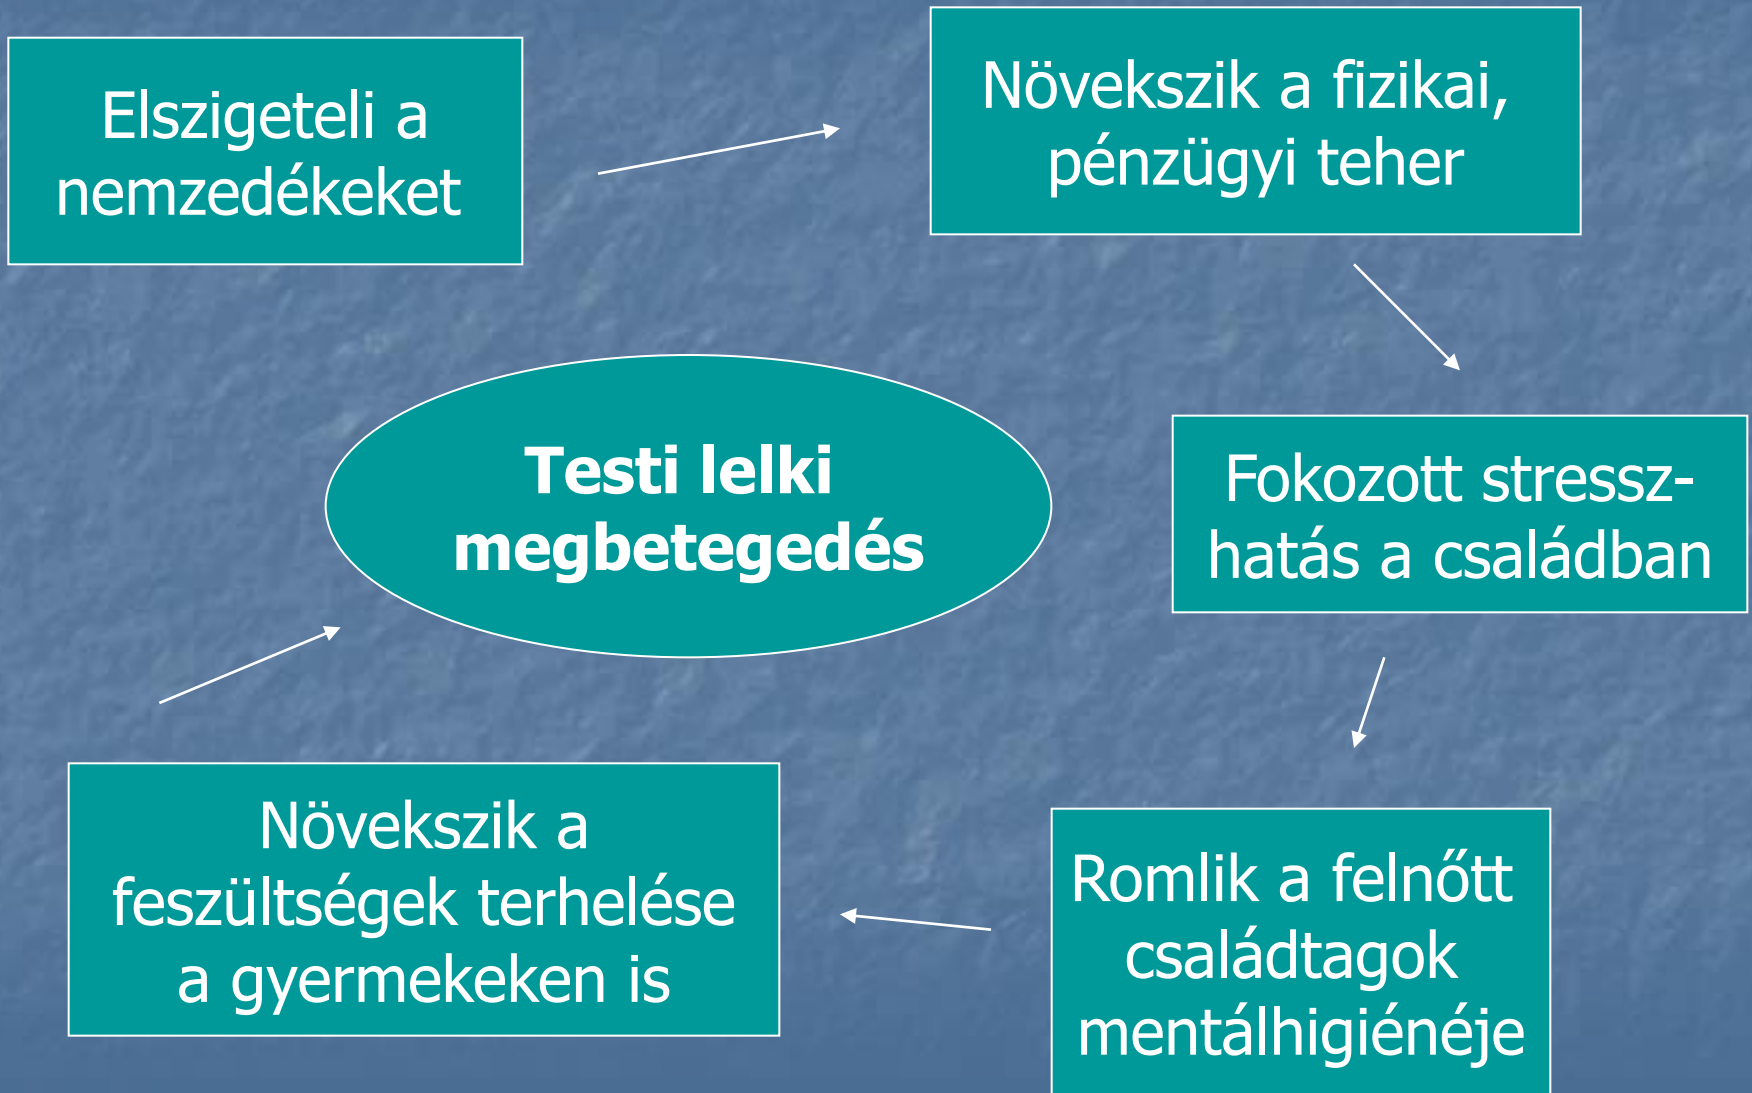 Elszigeteli a
nemzedékeket
Növekszik a fizikai,
pénzügyi teher
Fokozott stressz-
hatás a családban
Romlik a felnőtt
családtagok
mentálhigiénéje
Növekszik a
feszültségek terhelése
a gyermekeken is
Testi lelki
megbetegedés